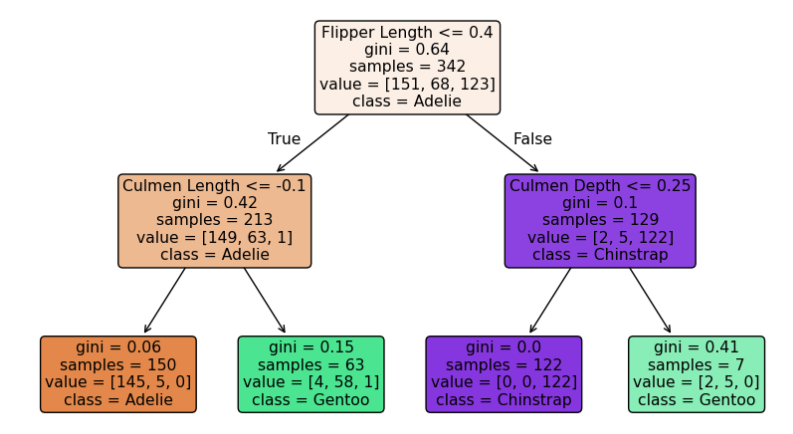 Flipper Length <= 0.4
gini = 0.64
samples = 342
value = [151, 68, 123]
class = Adelie
True
False
Culmen Length <= -0.1
gini = 0.42
samples = 213
value = [149, 63, 1]
class = Adelie
Culmen Depth <= 0.25
gini = 0.1
samples = 129
value = [2, 5, 122]
class = Chinstrap
gini = 0.06
samples = 150
value = [145, 5, 0]
class = Adelie
gini = 0.15
samples = 63
value = [4, 58, 1]
class = Gentoo
gini = 0.0
samples = 122
value = [0, 0, 122]
class = Chinstrap
gini = 0.41
samples = 7
value = [2, 5, 0]
class = Gentoo